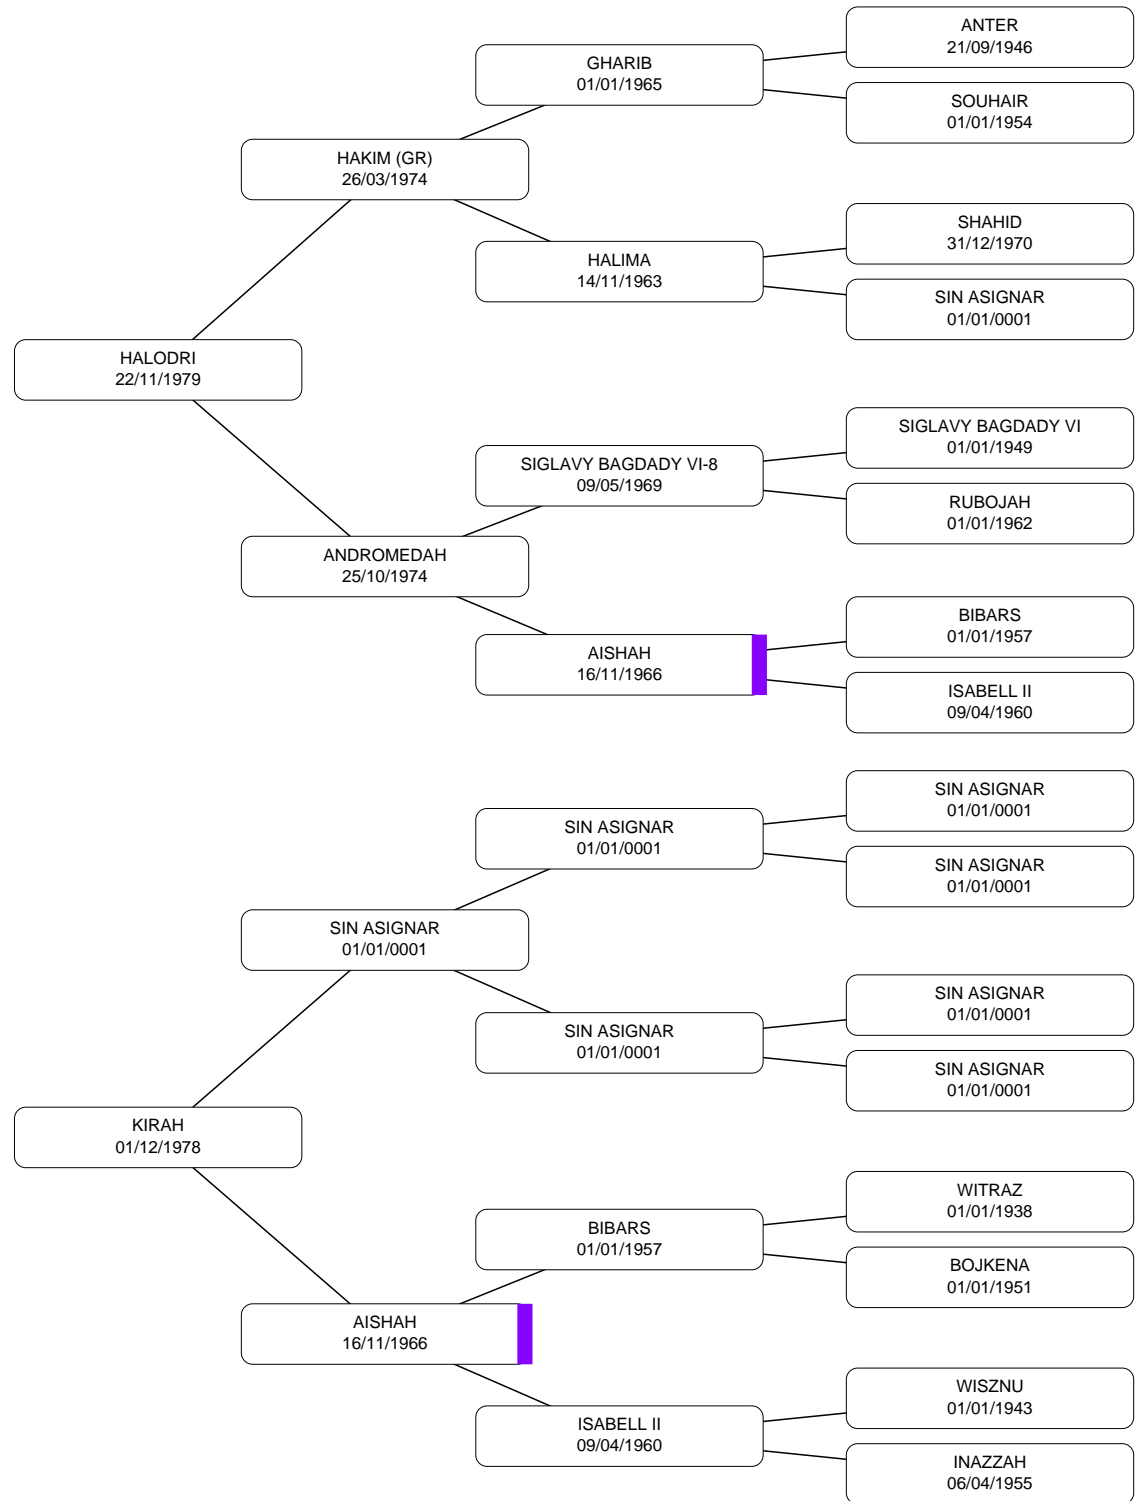 ANTER
21/09/1946
GHARIB
01/01/1965
SOUHAIR
01/01/1954
HAKIM (GR)
26/03/1974
SHAHID
31/12/1970
HALIMA
14/11/1963
SIN ASIGNAR
01/01/0001
HALODRI
22/11/1979
SIGLAVY BAGDADY VI
01/01/1949
SIGLAVY BAGDADY VI-8
09/05/1969
RUBOJAH
01/01/1962
ANDROMEDAH
25/10/1974
BIBARS
01/01/1957
AISHAH
16/11/1966
ISABELL II
09/04/1960
SIN ASIGNAR
01/01/0001
SIN ASIGNAR
01/01/0001
SIN ASIGNAR
01/01/0001
SIN ASIGNAR
01/01/0001
SIN ASIGNAR
01/01/0001
SIN ASIGNAR
01/01/0001
SIN ASIGNAR
01/01/0001
KIRAH
01/12/1978
WITRAZ
01/01/1938
BIBARS
01/01/1957
BOJKENA
01/01/1951
AISHAH
16/11/1966
WISZNU
01/01/1943
ISABELL II
09/04/1960
INAZZAH
06/04/1955